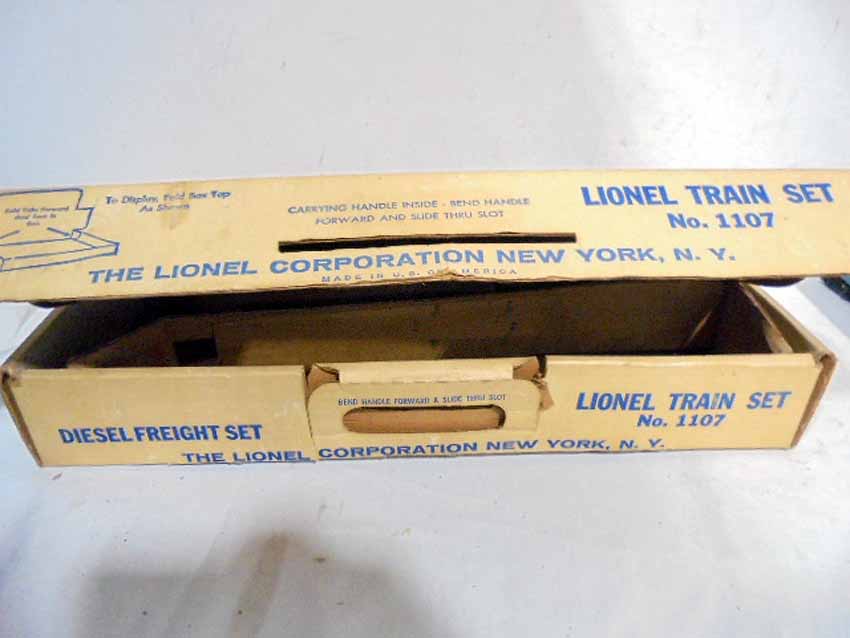 To Display, Fold Box Top
As Shown
CARRYING HANDLE INSIDE - BEND HANDLE
FORWARD AND SLIDE THRU SLOT
LIONEL TRAIN SET
No. 1107
THE LIONEL CORPORATION NEW YORK, N. Y.
MADE IN U.S. OF AMERICA
BEND HANDLE FORWARD & SLIDE THRU SLOT
LIONEL TRAIN SET
No. 1107
DIESEL FREIGHT SET
THE LIONEL CORPORATION NEW YORK, N. Y.